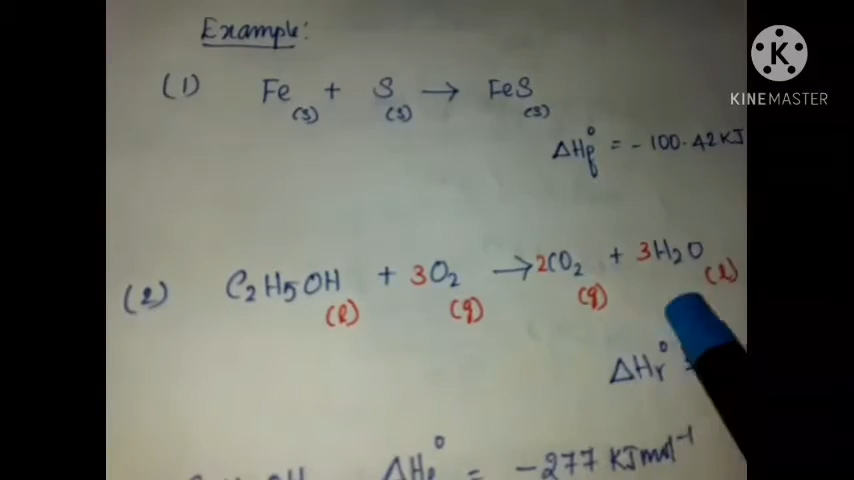 Example:
(1) Fe(s) + S(s) → FeS(s)
ΔHf° = -100.42 KJ
(2) C2H5OH(l) + 3O2(g) → 2CO2(g) + 3H2O(l)
ΔHr° =
ΔHf° = -277 KJmol⁻¹
KINEMASTER